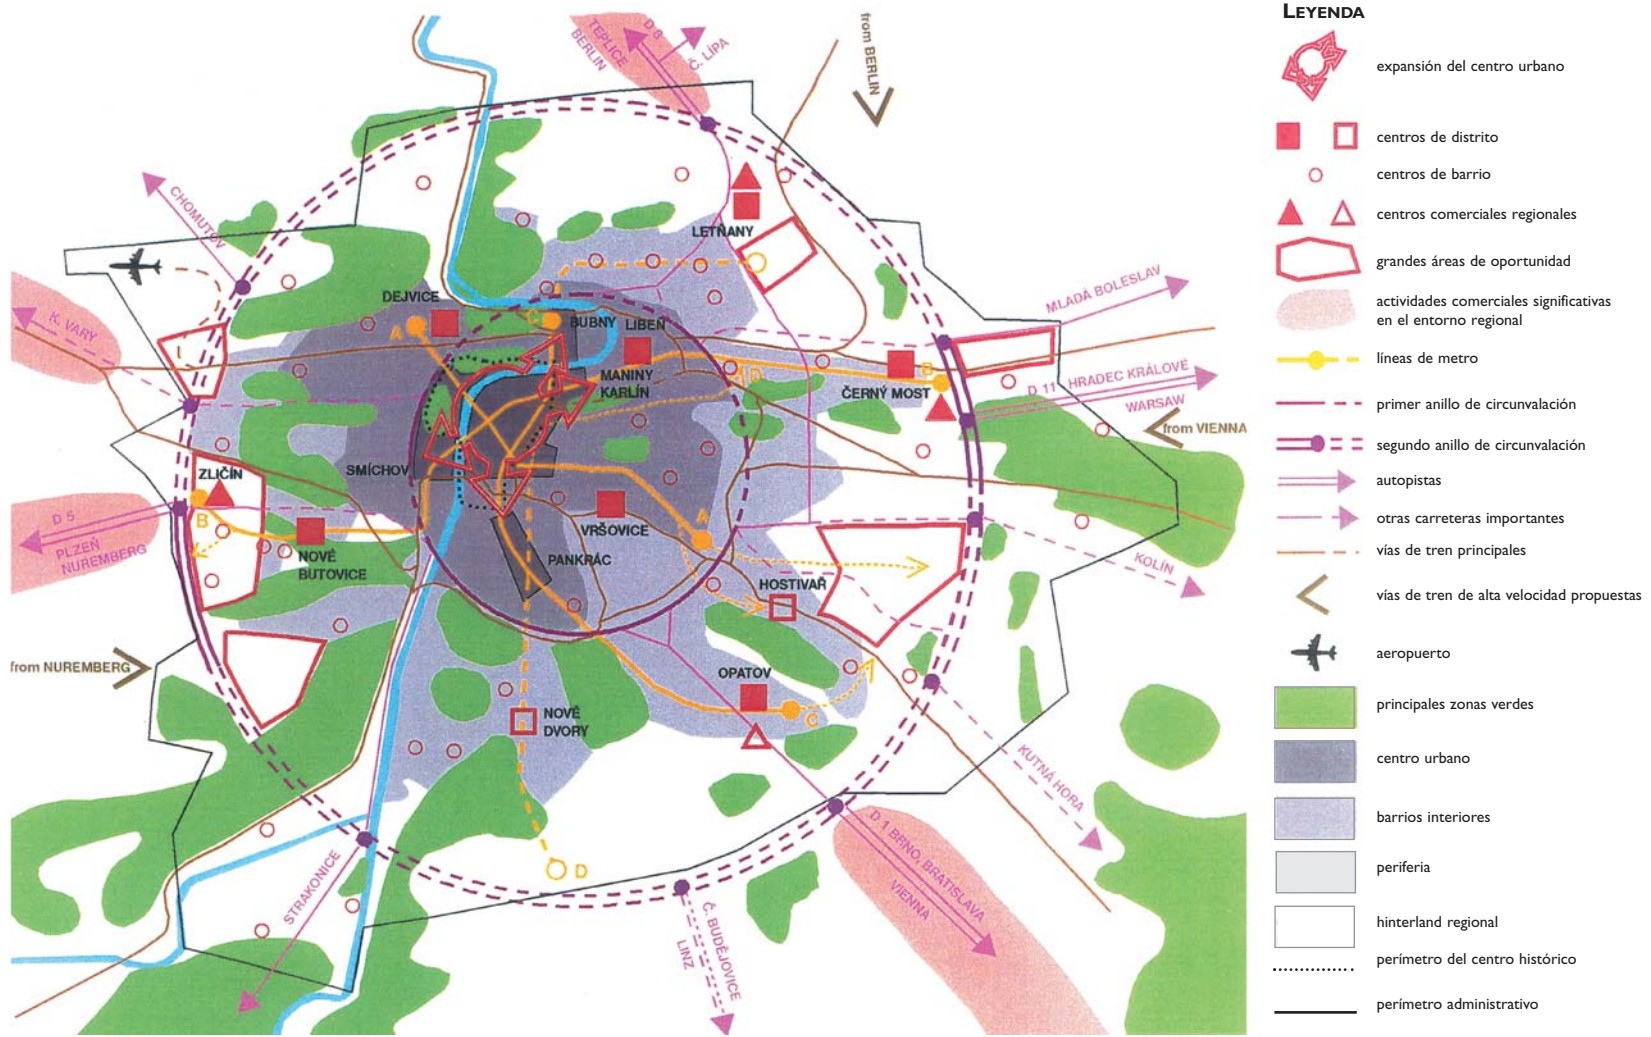 D 8
TEPLICE
BERLIN
Č. LÍPA
from BERLIN
CHOMUTOV
K. VARY
LETŇANY
DEJVICE
A
C
BUBNY
LIBEŇ
MANINY
KARLÍN
D
B
ČERNÝ MOST
MLADÁ BOLESLAV
D 11 HRADEC KRÁLOVÉ
WARSAW
from VIENNA
SMÍCHOV
ZLIČÍN
B
D 5
PLZEŇ
NUREMBERG
NOVÉ
BUTOVICE
VRŠOVICE
A
PANKRÁC
HOSTIVAŘ
KOLÍN
from NUREMBERG
OPATOV
C
NOVÉ
DVORY
KUTNÁ HORA
D
D 1 BRNO, BRATISLAVA
VIENNA
STRAKONICE
Č. BUDĚJOVICE
LINZ
LEYENDA
expansión del centro urbano
centros de distrito
centros de barrio
centros comerciales regionales
grandes áreas de oportunidad
actividades comerciales significativas
en el entorno regional
líneas de metro
primer anillo de circunvalación
segundo anillo de circunvalación
autopistas
otras carreteras importantes
vías de tren principales
vías de tren de alta velocidad propuestas
aeropuerto
principales zonas verdes
centro urbano
barrios interiores
periferia
hinterland regional
perímetro del centro histórico
perímetro administrativo